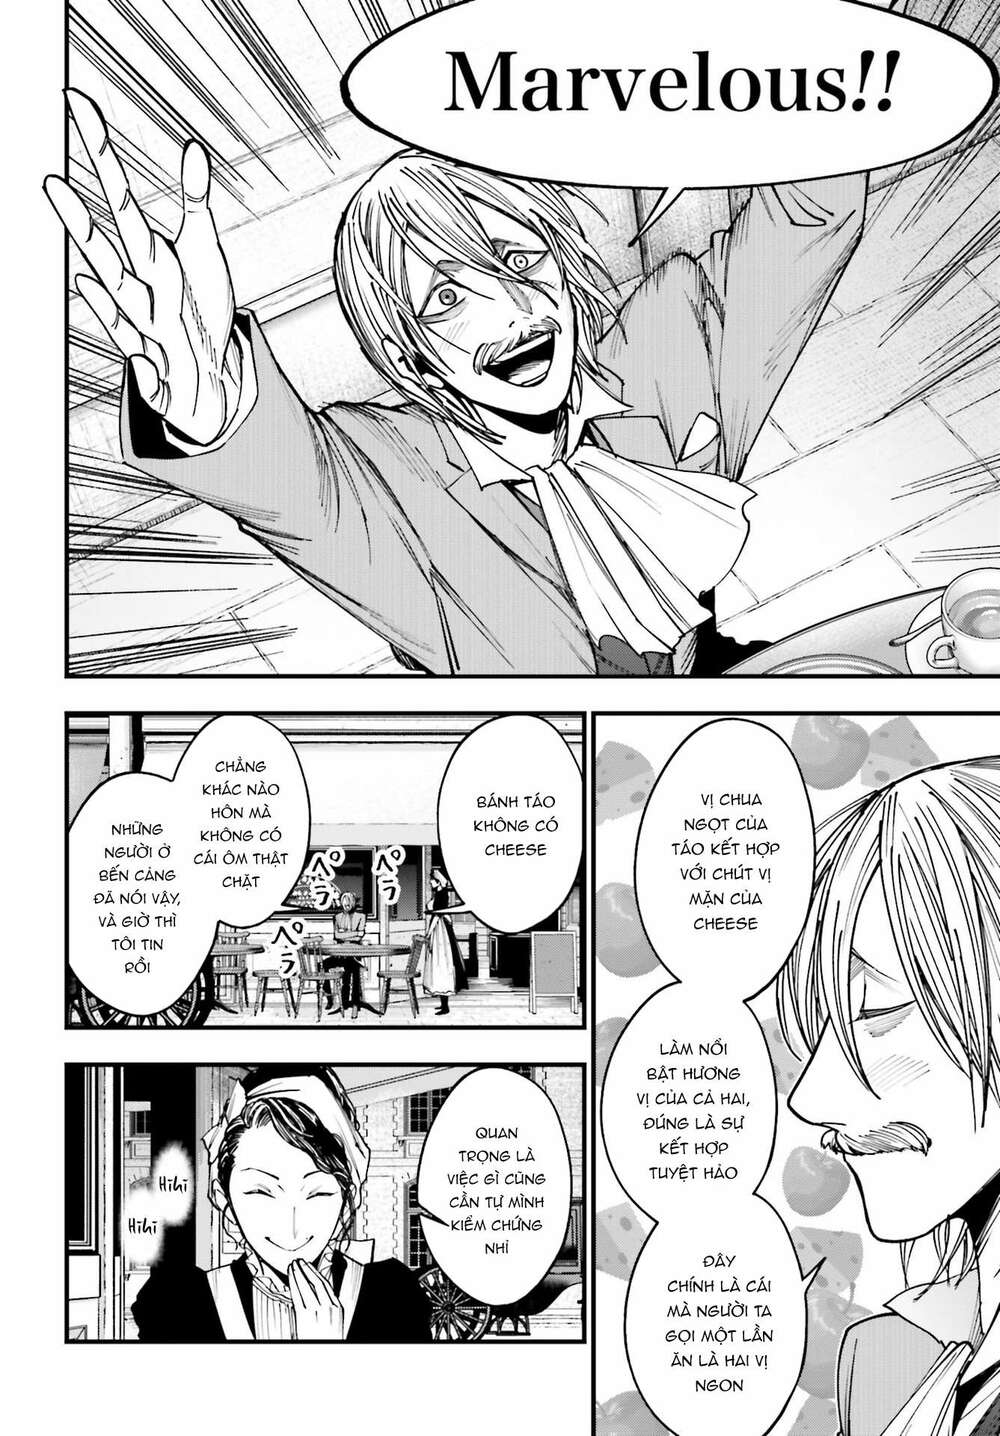 Marvelous!!
VỊ CHUA
NGỌT CỦA
TÁO KẾT HỢP
VỚI CHÚT VỊ
MẶN CỦA
CHEESE
LÀM NỔI
BẬT HƯƠNG
VỊ CỦA CẢ HAI,
ĐÚNG LÀ SỰ
KẾT HỢP
TUYỆT HẢO
ĐÂY
CHÍNH LÀ CÁI
MÀ NGƯỜI TA
GỌI MỘT LẦN
ĂN LÀ HAI VỊ
NGON
BÁNH TÁO
KHÔNG CÓ
CHEESE
CHẲNG
KHÁC NÀO
HÔN MÀ
KHÔNG CÓ
CÁI ÔM THẬT
CHẶT
NHỮNG
NGƯỜI Ở
BẾN CẢNG
ĐÃ NÓI VẬY,
VÀ GIỜ THÌ
TÔI TIN
RỒI
ペラ
ペラ
ペラ
QUAN
TRỌNG LÀ
VIỆC GÌ CŨNG
CẦN TỰ MÌNH
KIỂM CHỨNG
NHỈ
Hihi
Hihi